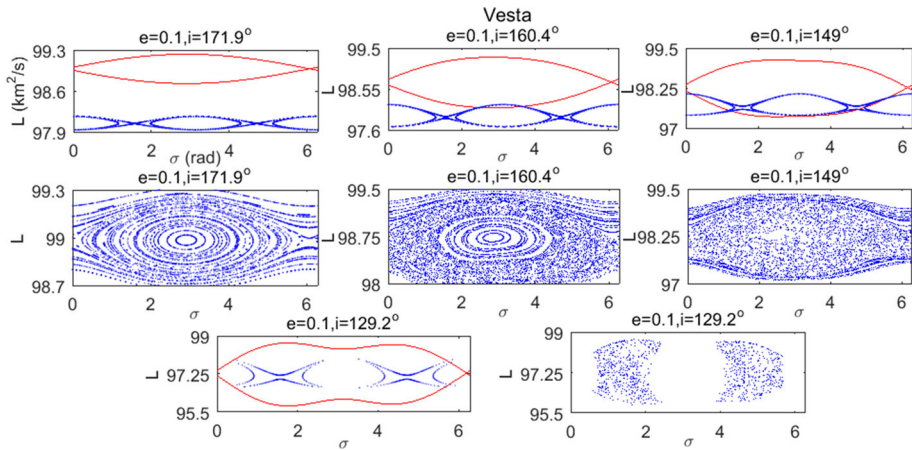 Vesta
e=0.1,i=171.9° e=0.1,i=160.4° e=0.1,i=149°
L (km²/s) 99.3 98.6 97.9 L 99.5 98.55 97.6 L 99.5 98.25 97
0 2 4 6 0 2 4 6 0 2 4 6
σ (rad) σ σ
e=0.1,i=171.9° e=0.1,i=160.4° e=0.1,i=149°
L 99.3 99 98.7 L 99.5 98.75 98 L 99.5 98.25 97
0 2 4 6 0 2 4 6 0 2 4 6
σ σ σ
e=0.1,i=129.2° e=0.1,i=129.2°
L 99 97.25 95.5 L 99 97.25 95.5
0 2 4 6 0 2 4 6
σ σ